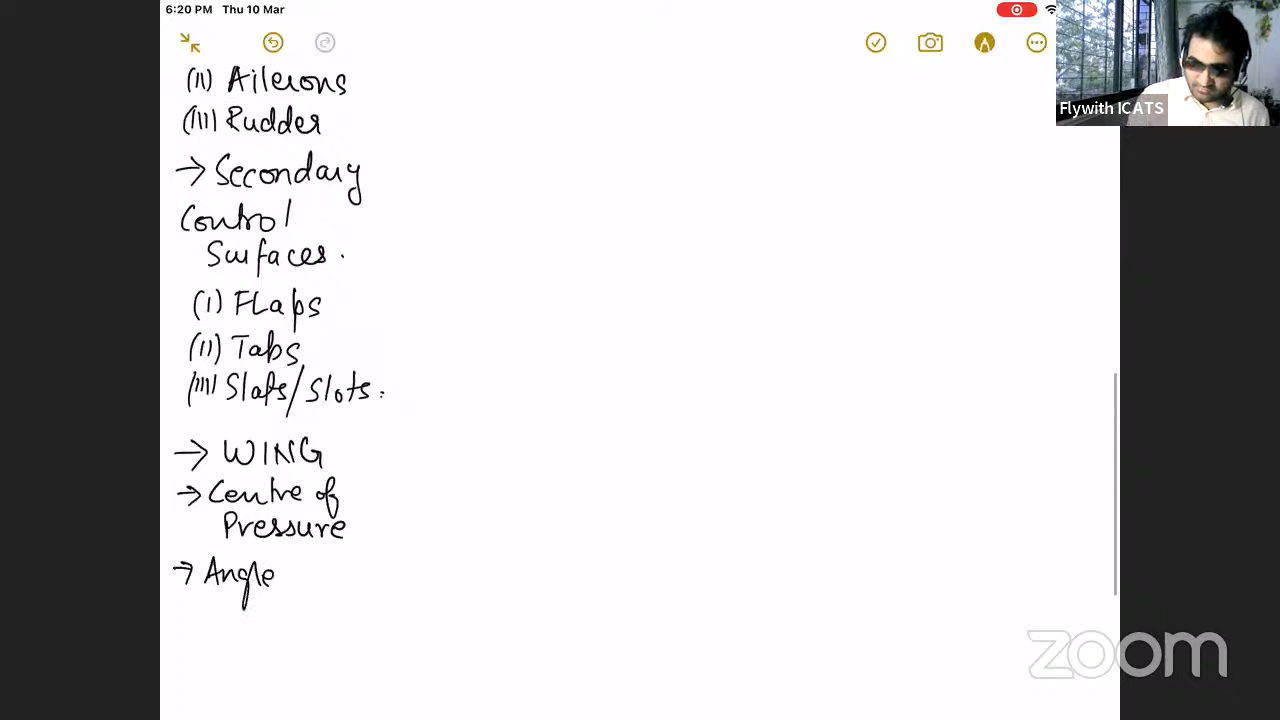 6:20 PM Thu 10 Mar
(II) Ailerons
(III) Rudder
→ Secondary
Control
Surfaces.
(I) FLaps
(II) Tabs
(III) Slats/Slots.
→ WING
→ Centre of
Pressure
→ Angle
Flywith ICATS
zoom